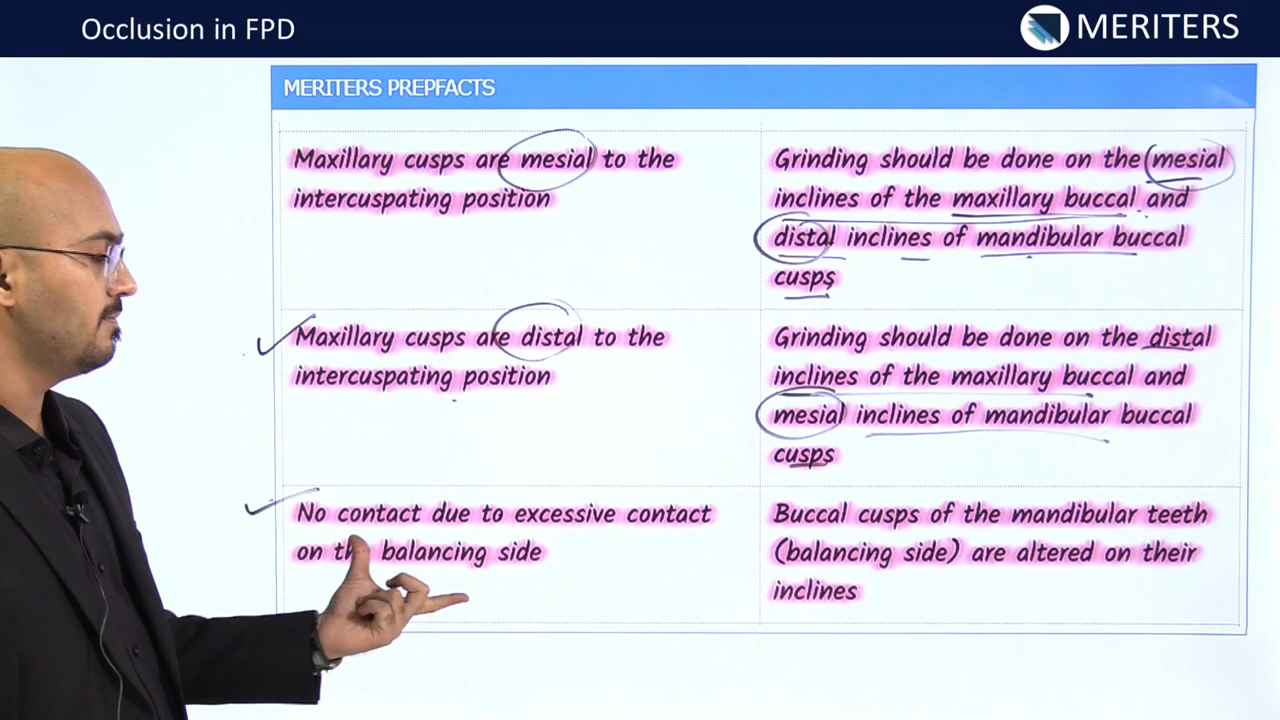 Occlusion in FPD
MERITERS
MERITERS PREPFACTS
Maxillary cusps are mesial to the
intercuspating position
Grinding should be done on the mesial
inclines of the maxillary buccal and
distal inclines of mandibular buccal
cusps
Maxillary cusps are distal to the
intercuspating position
Grinding should be done on the distal
inclines of the maxillary buccal and
mesial inclines of mandibular buccal
cusps
No contact due to excessive contact
on the balancing side
Buccal cusps of the mandibular teeth
(balancing side) are altered on their
inclines